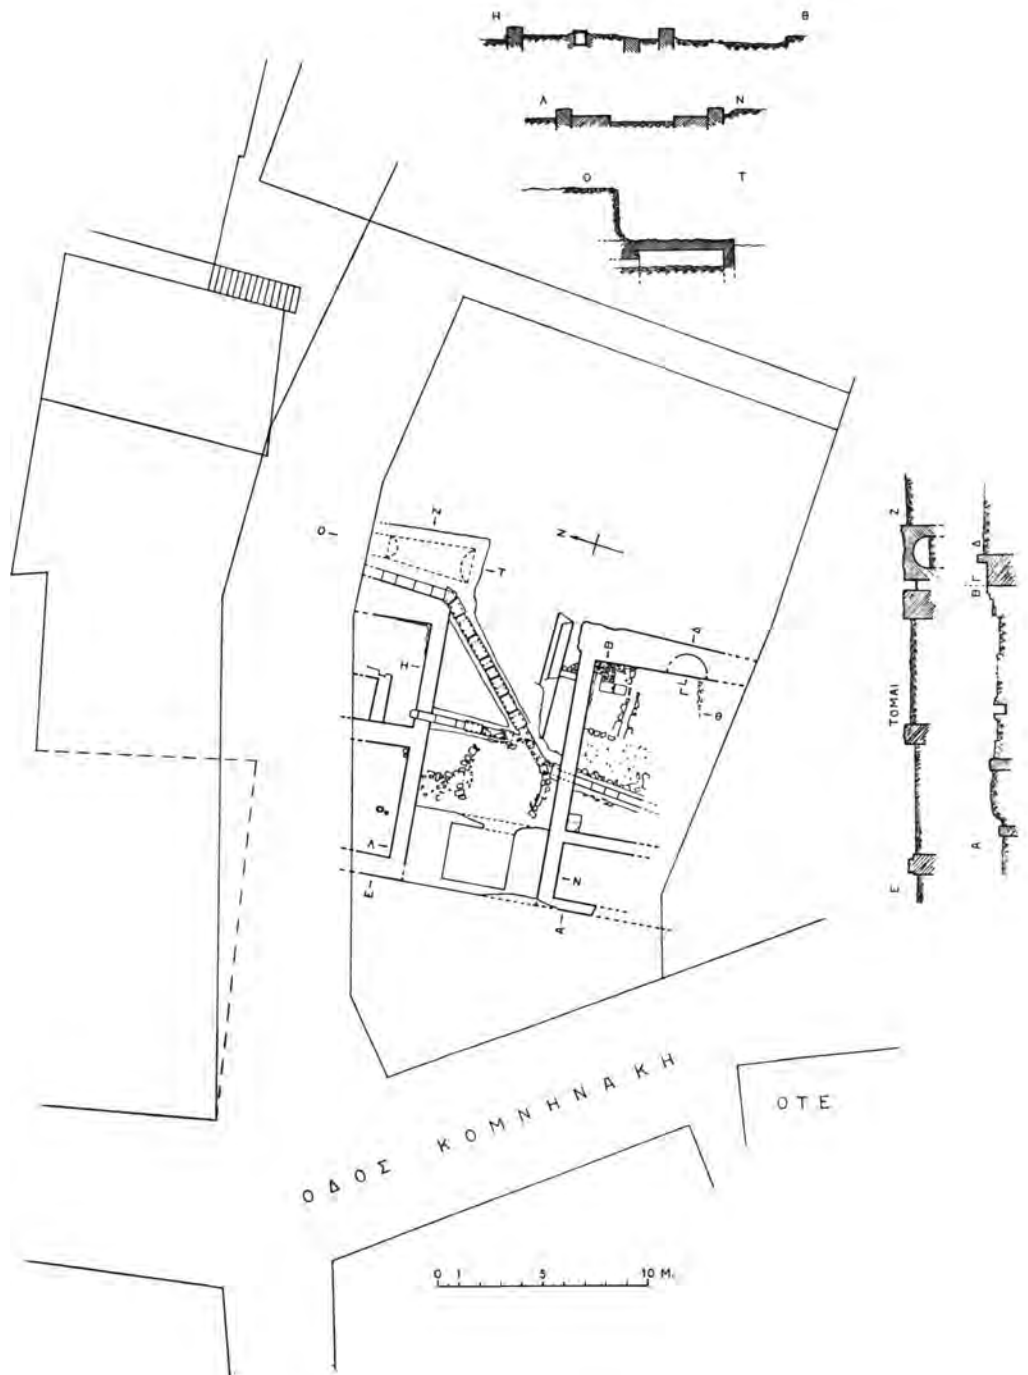 Η Θ
Λ Ν
Ο Τ
Ζ
Ο
Τ
Ν
Δ
Β
Η
Γ
Θ
Λ
Ε
Ν
Α
Ζ
ΤΟΜΑΙ
Ε
Δ
Β Γ
Α
ΟΔΟΣ ΚΟΜΝΗΝΑΚΗ
ΟΤΕ
0 1 5 10 Μ.